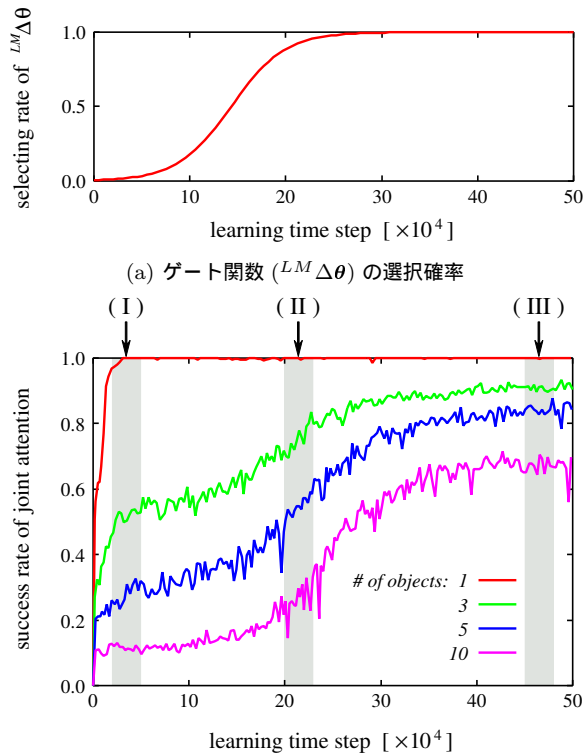 selecting rate of ᴸᴹΔθ
1.0
0.5
0.0
0 10 20 30 40 50
learning time step [ ×10⁴ ]
(a) ゲート関数 (ᴸᴹΔθ) の選択確率
( I ) ( II ) ( III )
success rate of joint attention
1.0
0.8
0.6
0.4
0.2
0.0
# of objects: 1
3
5
10
0 10 20 30 40 50
learning time step [ ×10⁴ ]